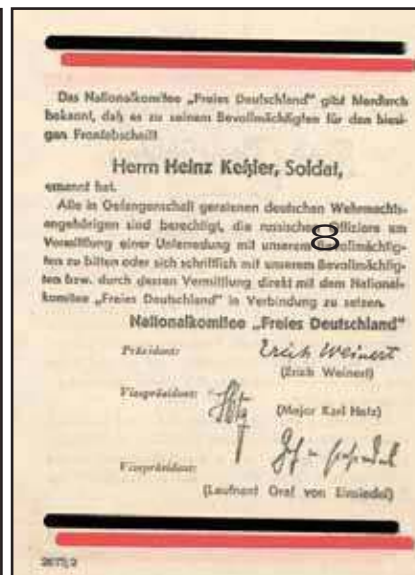 Das Nationalkomitee „Freies Deutschland“ gibt hierdurch
bekannt, daß es zu seinem Bevollmächtigten für den hiesi-
gen Frontabschnitt
Herrn Heinz Keßler, Soldat,
ernannt hat.
Alle in Gefangenschaft geratenen deutschen Wehrmachts-
angehörigen sind berechtigt, die russischen Offiziere um
Vermittlung einer Unterredung mit unserem Bevollmächtig-
ten zu bitten oder sich schriftlich mit unserem Bevollmächtig-
ten bzw. durch dessen Vermittlung direkt mit dem National-
komitee „Freies Deutschland“ in Verbindung zu setzen.
8
Nationalkomitee „Freies Deutschland“
Präsident: Erich Weinert
(Erich Weinert)
Vizepräsident: Hetz
(Major Karl Hetz)
Vizepräsident:
(Leutnant Graf von Einsiedel)